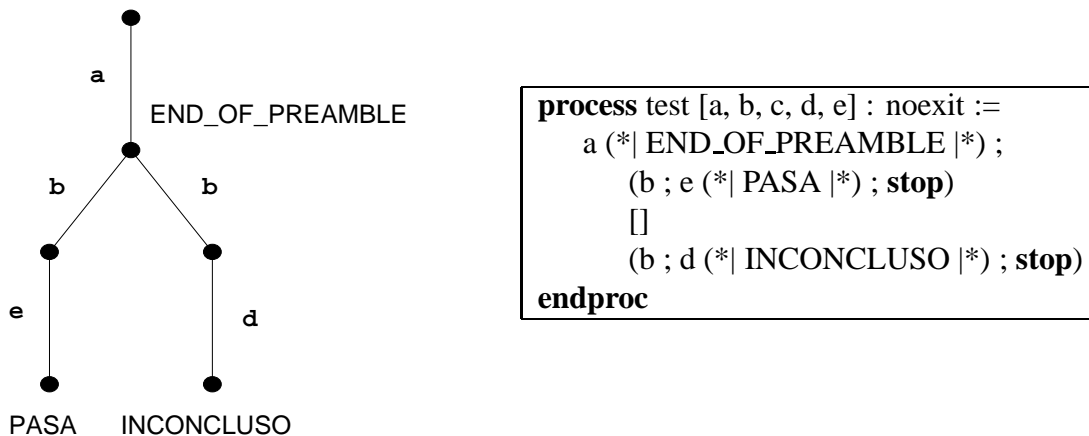 a
END_OF_PREAMBLE
b b
e d
PASA INCONCLUSO
process test [a, b, c, d, e] : noexit :=
a (*| END_OF_PREAMBLE |*) ;
(b ; e (*| PASA |*) ; stop)
[]
(b ; d (*| INCONCLUSO |*) ; stop)
endproc